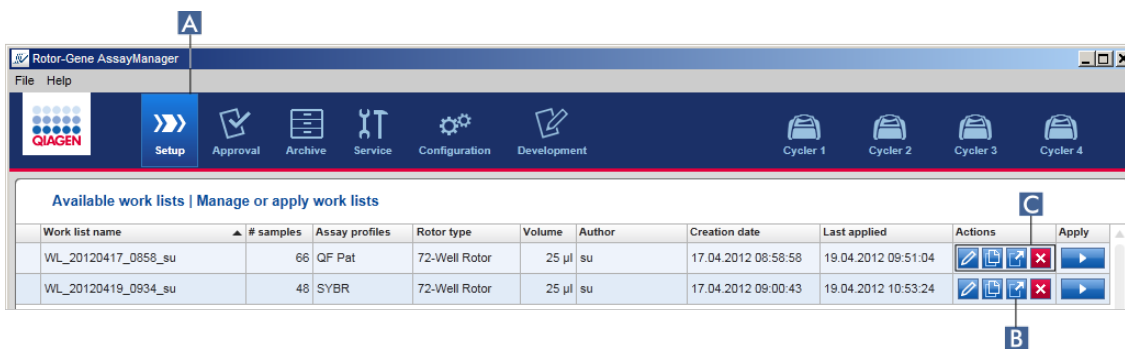 A
Rotor-Gene AssayManager
File Help
QIAGEN
Setup Approval Archive Service Configuration Development Cycler 1 Cycler 2 Cycler 3 Cycler 4
Available work lists | Manage or apply work lists
C
Work list name # samples Assay profiles Rotor type Volume Author Creation date Last applied Actions Apply
WL_20120417_0858_su 66 QF Pat 72-Well Rotor 25 µl su 17.04.2012 08:58:58 19.04.2012 09:51:04
WL_20120419_0934_su 48 SYBR 72-Well Rotor 25 µl su 17.04.2012 09:00:43 19.04.2012 10:53:24
B